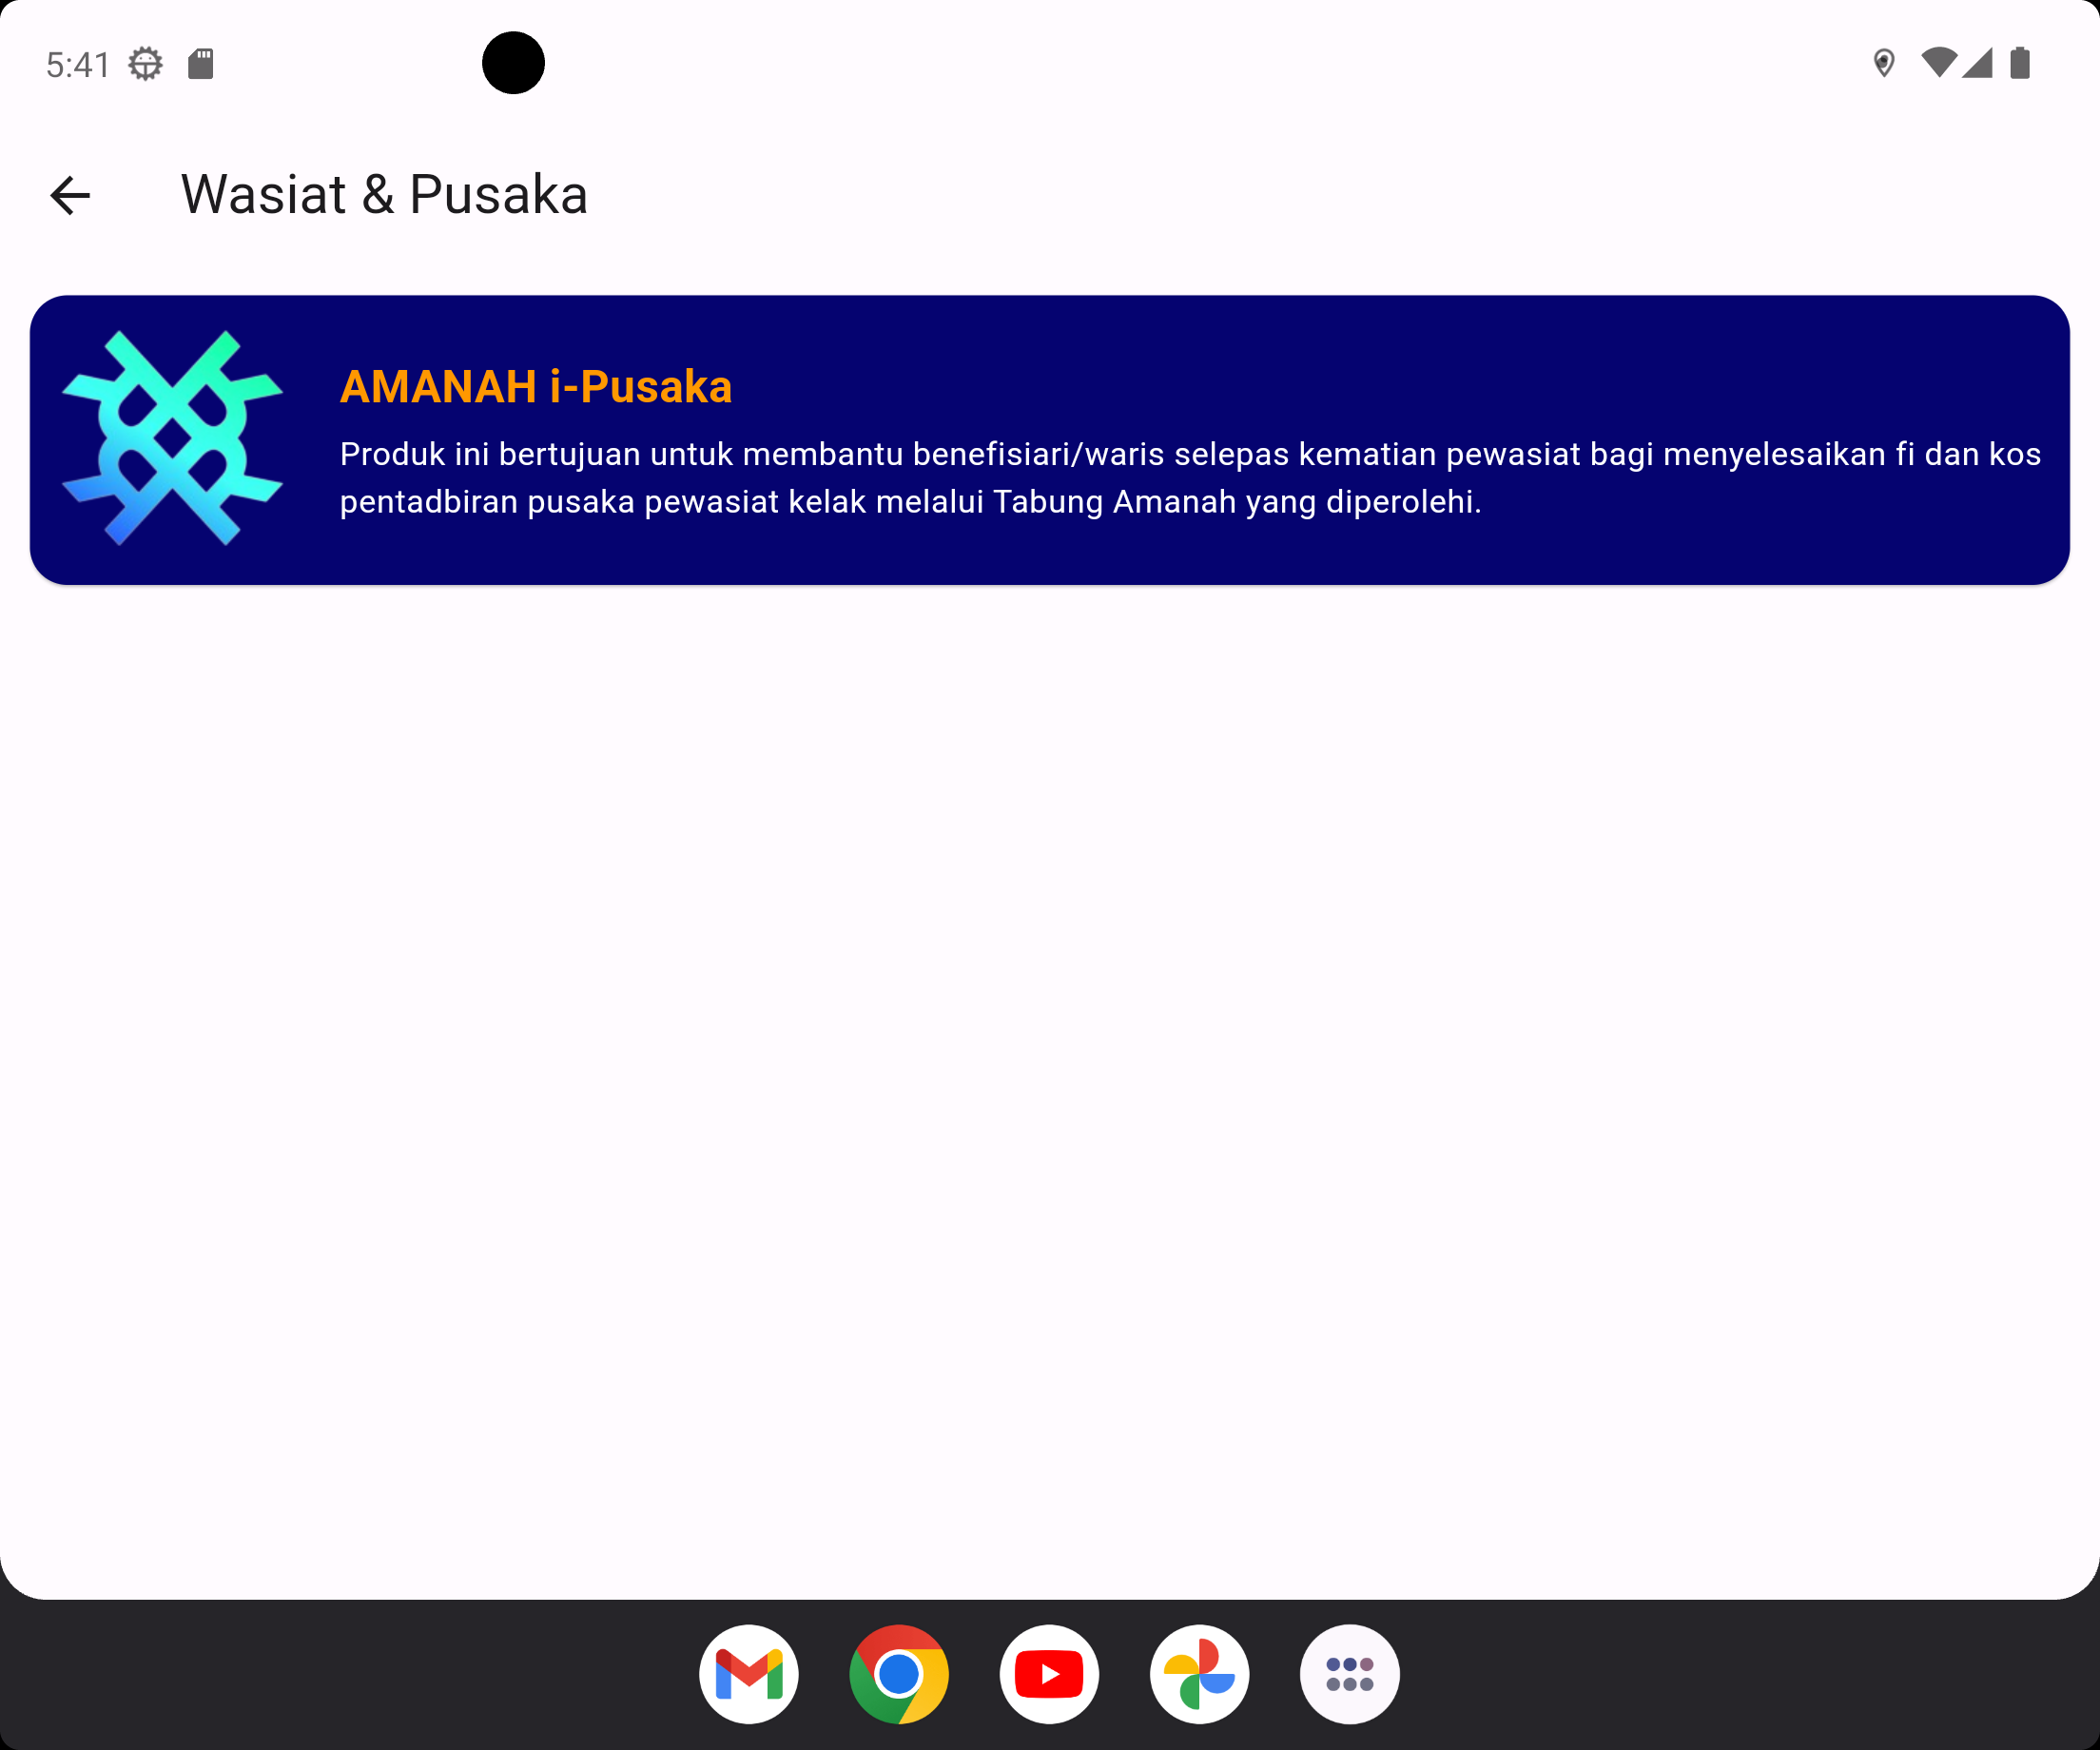 5:41
Wasiat & Pusaka
AMANAH i-Pusaka
Produk ini bertujuan untuk membantu benefisiari/waris selepas kematian pewasiat bagi menyelesaikan fi dan kos
pentadbiran pusaka pewasiat kelak melalui Tabung Amanah yang diperolehi.